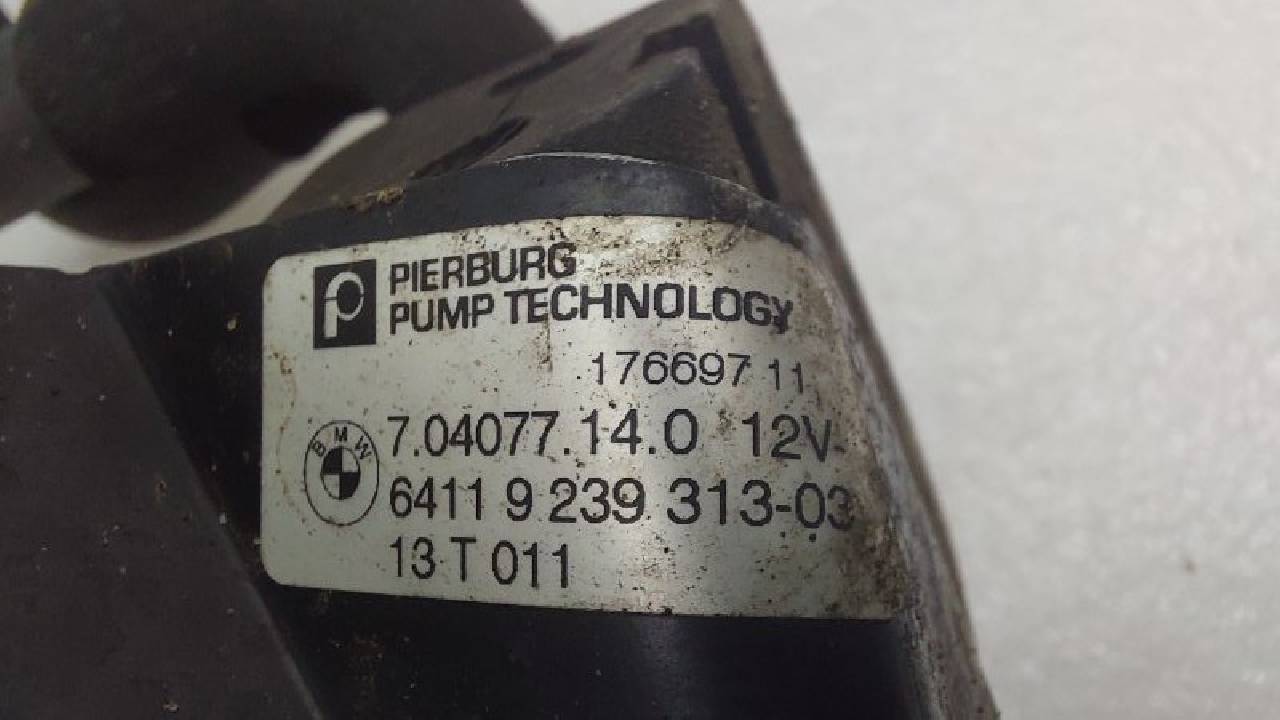 PIERBURG
PUMP TECHNOLOGY
176697 11
BMW
7.04077.14.0 12V
6411 9 239 313-03
13 T 011